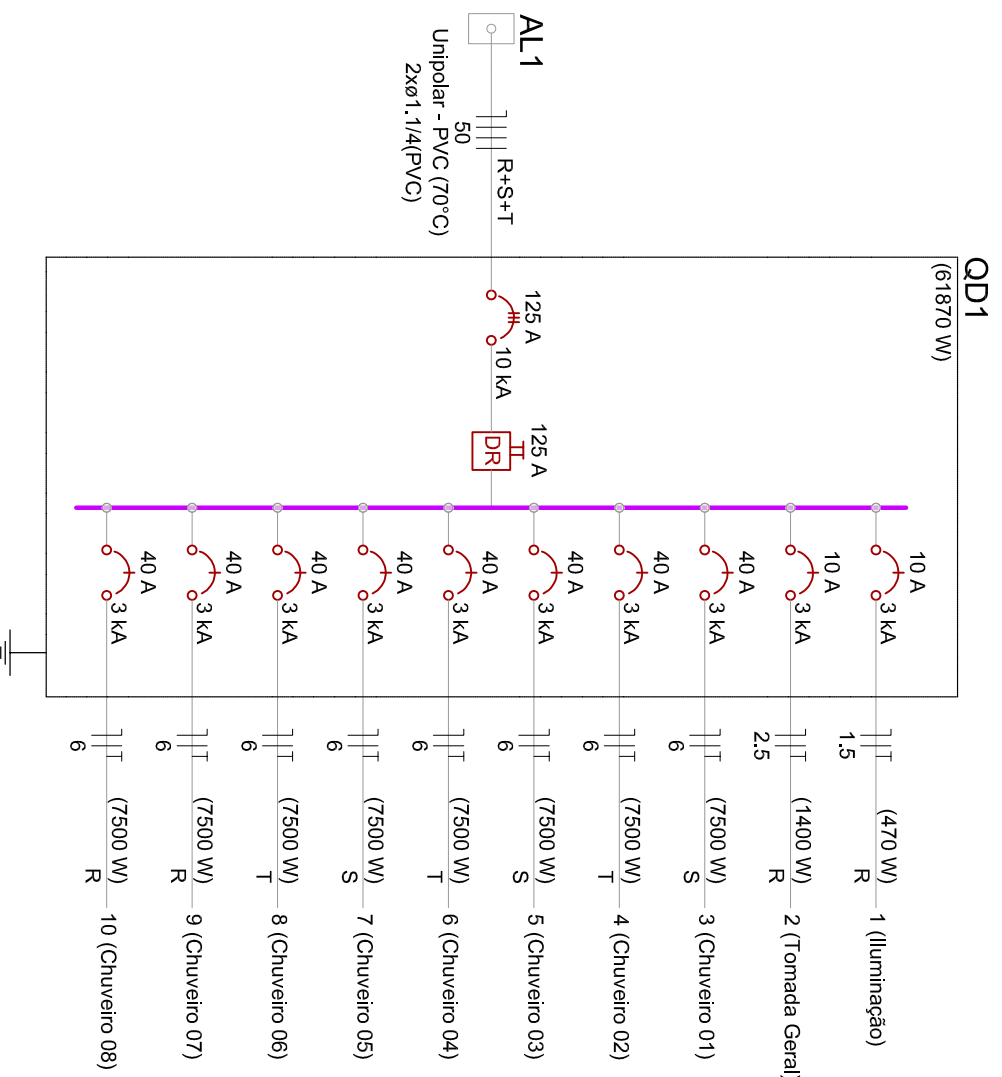 QD1
(61870 W)
AL1
R+S+T
50
Unipolar - PVC (70°C)
2xø1.1/4(PVC)
125 A
10 kA
125 A
DR
10 A
3 kA
1.5
(470 W)
R
1 (Iluminação)
10 A
3 kA
2.5
(1400 W)
R
2 (Tomada Geral)
40 A
3 kA
6
(7500 W)
S
3 (Chuveiro 01)
40 A
3 kA
6
(7500 W)
T
4 (Chuveiro 02)
40 A
3 kA
6
(7500 W)
S
5 (Chuveiro 03)
40 A
3 kA
6
(7500 W)
T
6 (Chuveiro 04)
40 A
3 kA
6
(7500 W)
S
7 (Chuveiro 05)
40 A
3 kA
6
(7500 W)
T
8 (Chuveiro 06)
40 A
3 kA
6
(7500 W)
R
9 (Chuveiro 07)
40 A
3 kA
6
(7500 W)
R
10 (Chuveiro 08)